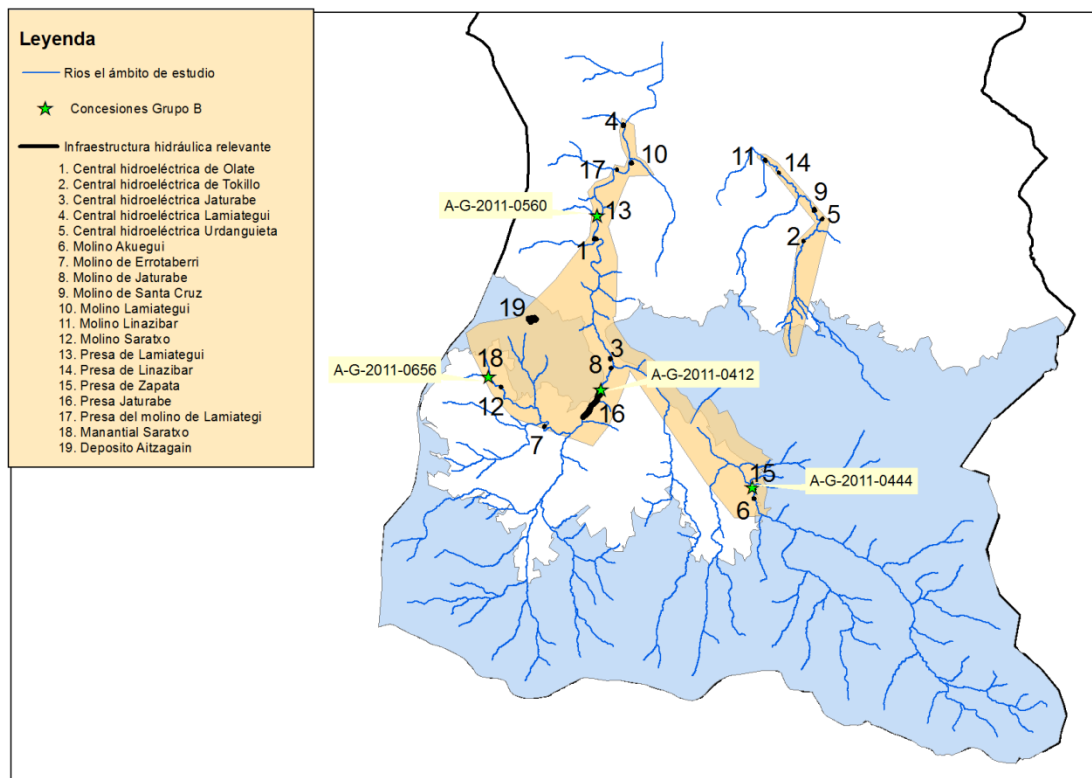 Leyenda
Rios el ámbito de estudio
Concesiones Grupo B
Infraestructura hidráulica relevante
1. Central hidroeléctrica de Olate
2. Central hidroeléctrica de Tokillo
3. Central hidroeléctrica Jaturabe
4. Central hidroeléctrica Lamiategui
5. Central hidroeléctrica Urdanguieta
6. Molino Akuegui
7. Molino de Errotaberri
8. Molino de Jaturabe
9. Molino de Santa Cruz
10. Molino Lamiategui
11. Molino Linazibar
12. Molino Saratxo
13. Presa de Lamiategui
14. Presa de Linazibar
15. Presa de Zapata
16. Presa Jaturabe
17. Presa del molino de Lamiategi
18. Manantial Saratxo
19. Deposito Aitzagain
4
10
17
11
14
9
5
2
A-G-2011-0560
13
1
19
3
18
8
A-G-2011-0656
A-G-2011-0412
12
16
7
15
A-G-2011-0444
6